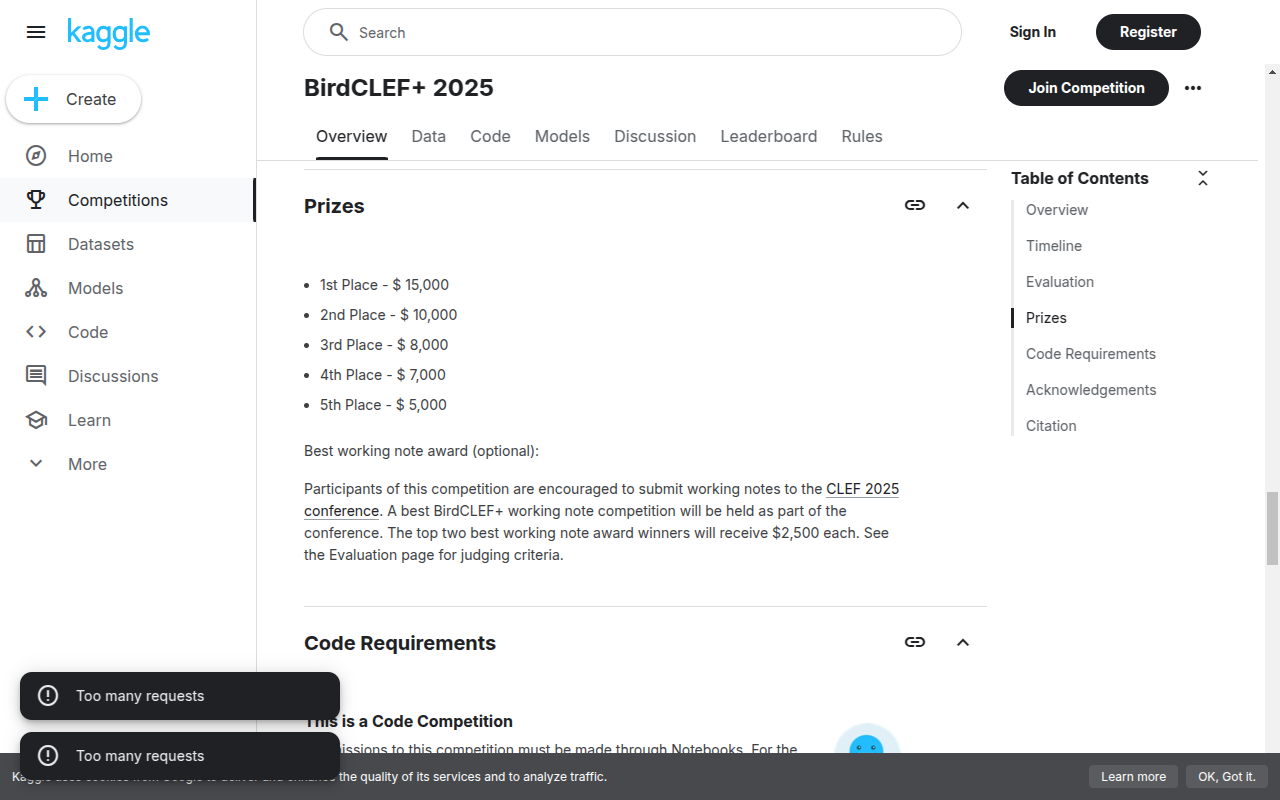 kaggle
Search
Sign In
Register
Create
BirdCLEF+ 2025
Join Competition
Overview
Data
Code
Models
Discussion
Leaderboard
Rules
Home
Competitions
Datasets
Models
Code
Discussions
Learn
More
Prizes
1st Place - $ 15,000
2nd Place - $ 10,000
3rd Place - $ 8,000
4th Place - $ 7,000
5th Place - $ 5,000
Best working note award (optional):
Participants of this competition are encouraged to submit working notes to the CLEF 2025
conference. A best BirdCLEF+ working note competition will be held as part of the
conference. The top two best working note award winners will receive $2,500 each. See
the Evaluation page for judging criteria.
Table of Contents
Overview
Timeline
Evaluation
Prizes
Code Requirements
Acknowledgements
Citation
Code Requirements
This is a Code Competition
to this competition must be made through Notebooks. For the
Too many requests
Too many requests
the quality of its services and to analyze traffic.
Learn more
OK, Got it.